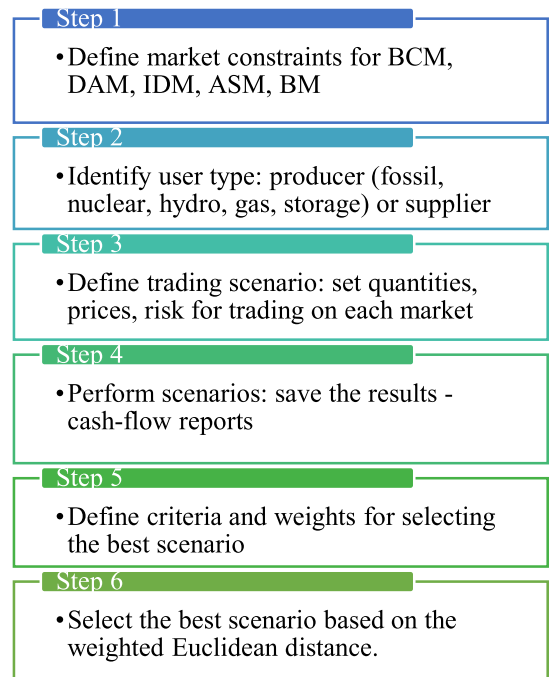 Step 1
•Define market constraints for BCM,
DAM, IDM, ASM, BM
Step 2
•Identify user type: producer (fossil,
nuclear, hydro, gas, storage) or supplier
Step 3
•Define trading scenario: set quantities,
prices, risk for trading on each market
Step 4
•Perform scenarios: save the results -
cash-flow reports
Step 5
•Define criteria and weights for selecting
the best scenario
Step 6
•Select the best scenario based on the
weighted Euclidean distance.